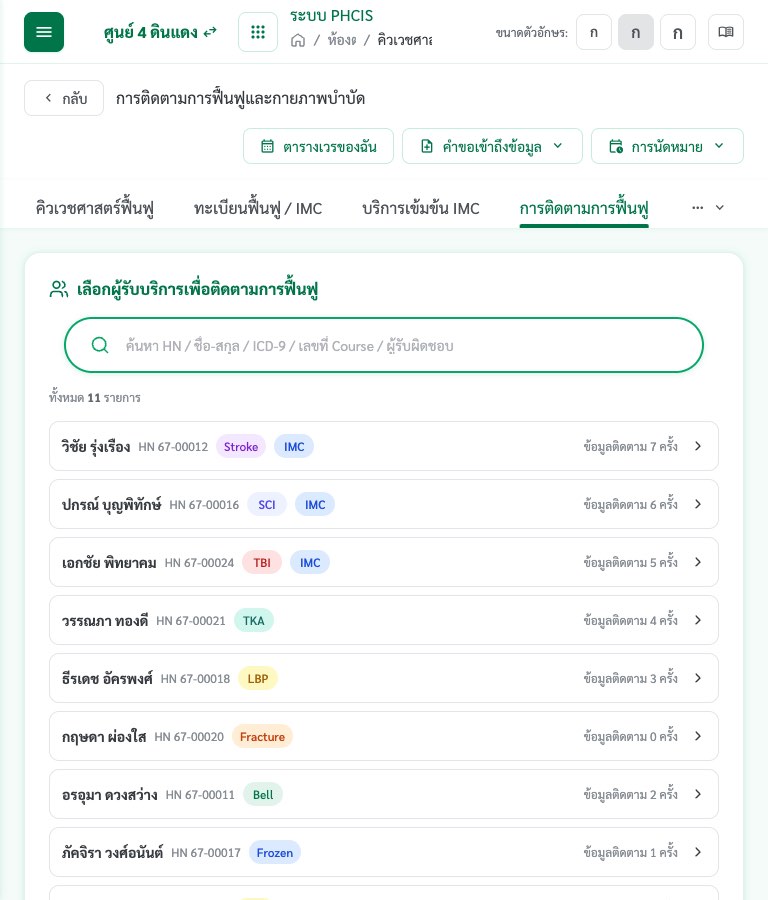 ศูนย์ 4 ดินแดง
ระบบ PHCIS
/ ห้อง / คิวเวชศา
ขนาดตัวอักษร: ก ก ก
กลับ การติดตามการฟื้นฟูและกายภาพบำบัด
ตารางเวรของฉัน คำขอเข้าถึงข้อมูล การนัดหมาย
คิวเวชศาสตร์ฟื้นฟู ทะเบียนฟื้นฟู / IMC บริการเข้มข้น IMC การติดตามการฟื้นฟู ...
เลือกผู้รับบริการเพื่อติดตามการฟื้นฟู
ค้นหา HN / ชื่อ-สกุล / ICD-9 / เลขที่ Course / ผู้รับผิดชอบ
ทั้งหมด 11 รายการ
วิชัย รุ่งเรือง HN 67-00012 Stroke IMC ข้อมูลติดตาม 7 ครั้ง
ปกรณ์ บุญพิทักษ์ HN 67-00016 SCI IMC ข้อมูลติดตาม 6 ครั้ง
เอกชัย พิทยาคม HN 67-00024 TBI IMC ข้อมูลติดตาม 5 ครั้ง
วรรณภา ทองดี HN 67-00021 TKA ข้อมูลติดตาม 4 ครั้ง
ธีรเดช อัครพงศ์ HN 67-00018 LBP ข้อมูลติดตาม 3 ครั้ง
กฤษดา ผ่องใส HN 67-00020 Fracture ข้อมูลติดตาม 0 ครั้ง
อรอุมา ดวงสว่าง HN 67-00011 Bell ข้อมูลติดตาม 2 ครั้ง
ภัคจิรา วงศ์อนันต์ HN 67-00017 Frozen ข้อมูลติดตาม 1 ครั้ง